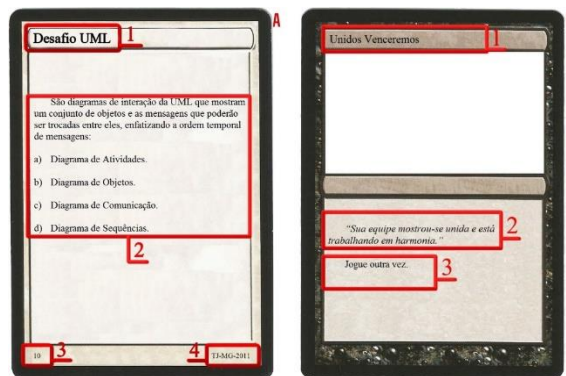 A
Desafio UML
1
São diagramas de interação da UML que mostram
um conjunto de objetos e as mensagens que poderão
ser trocadas entre eles, enfatizando a ordem temporal
de mensagens:
a) Diagrama de Atividades.
b) Diagrama de Objetos.
c) Diagrama de Comunicação.
d) Diagrama de Sequências.
2
10
3
4
TJ-MG-2011
Unidos Venceremos
1
"Sua equipe mostrou-se unida e está
trabalhando em harmonia."
2
Jogue outra vez.
3